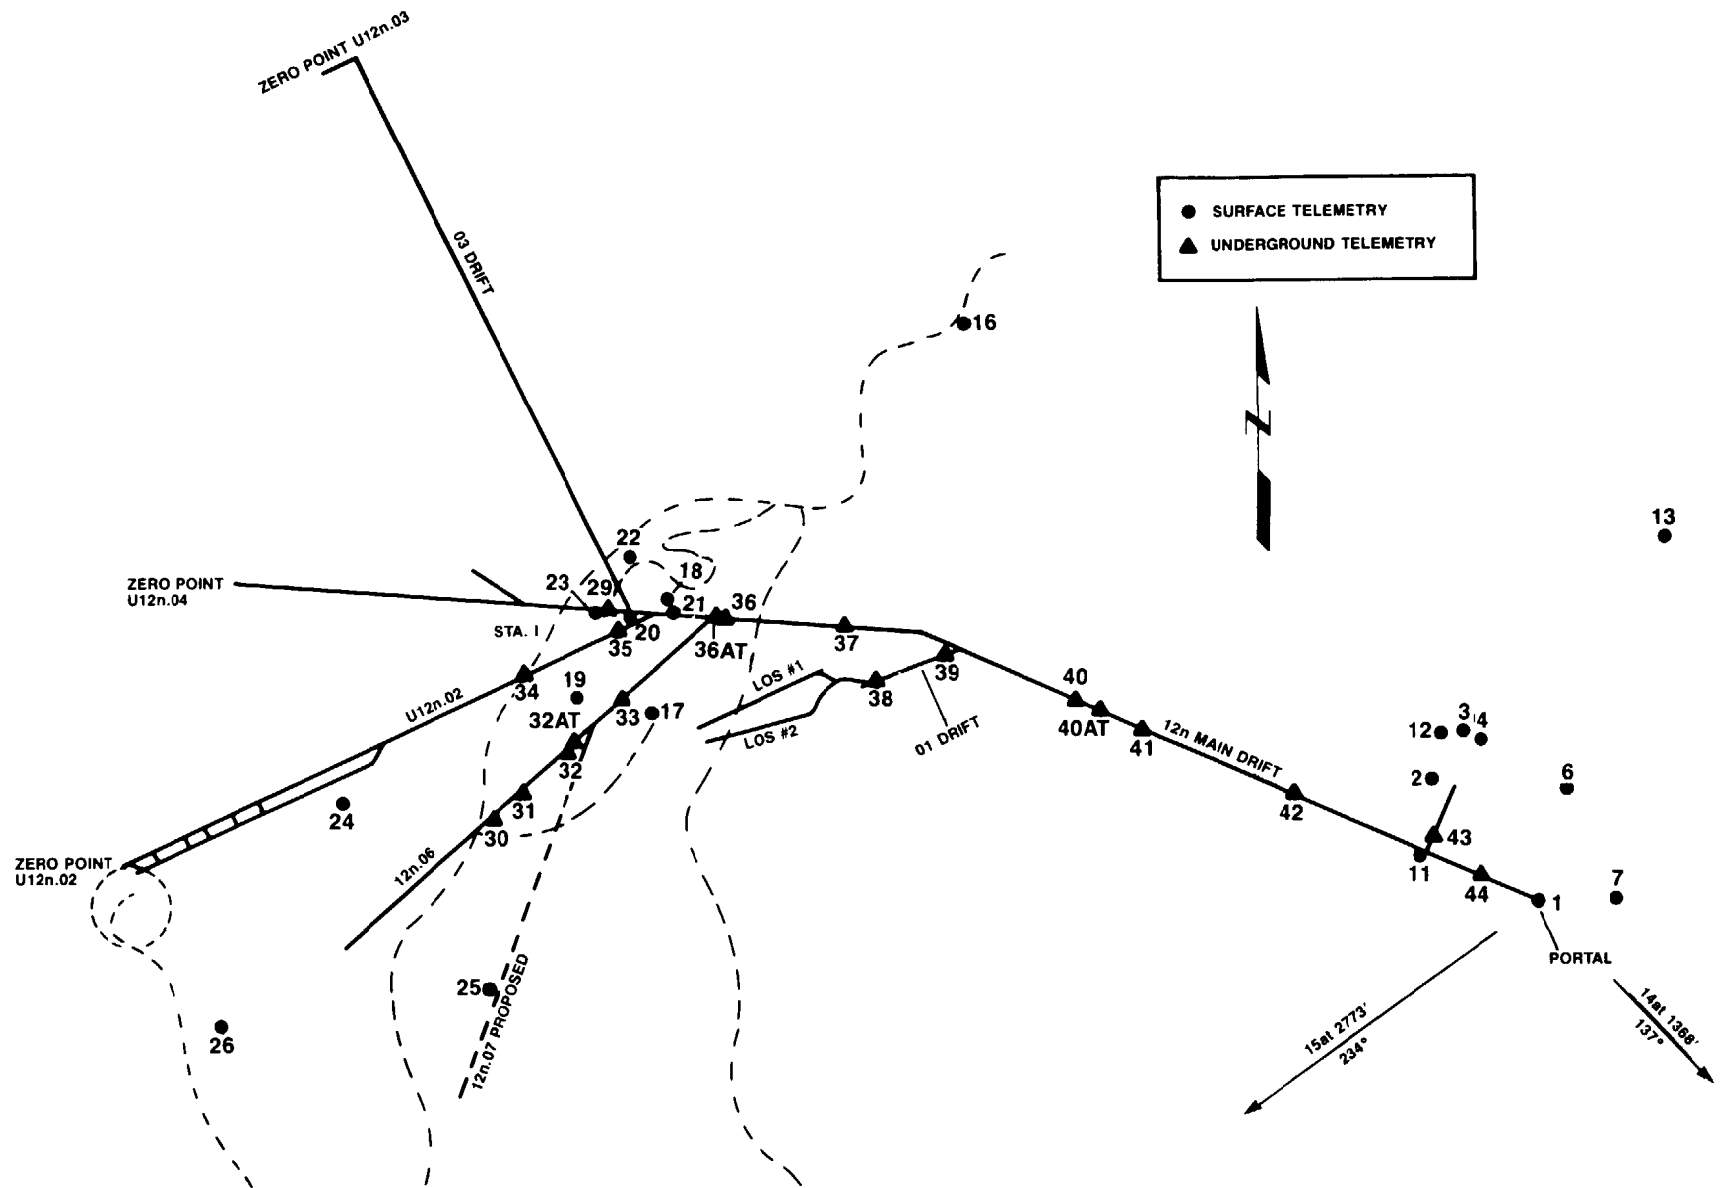 ZERO POINT U12n.03
SURFACE TELEMETRY
UNDERGROUND TELEMETRY
03 DRIFT
16
N
13
22
18
ZERO POINT
U12n.04
23
29
21
36
STA. I
35
20
36AT
37
39
34
19
LOS #1
38
40
U12n.02
32AT
33
17
LOS #2
01 DRIFT
40AT
41
12n MAIN DRIFT
12
3
4
32
2
6
31
42
24
30
43
ZERO POINT
U12n.02
12n.06
11
44
7
1
PORTAL
25
12n.07 PROPOSED
26
15at 2773'
234°
14at 1368'
137°